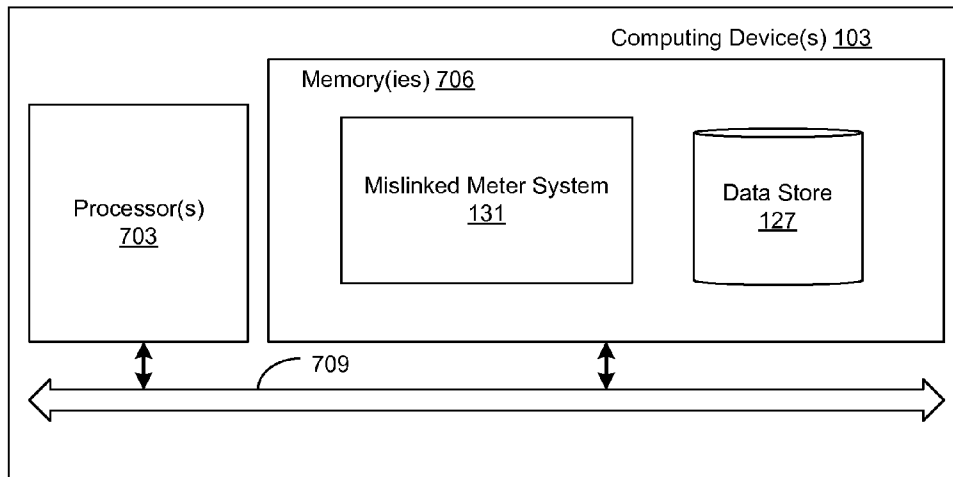 Computing Device(s) 103
Memory(ies) 706
Processor(s)
703
Mislinked Meter System
131
Data Store
127
709